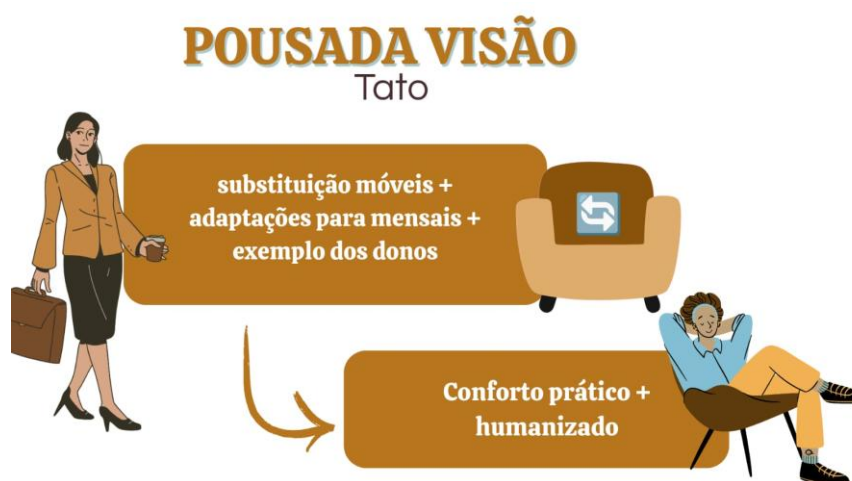 POUSADA VISÃO
Tato
substituição móveis +
adaptações para mensais +
exemplo dos donos
Conforto prático +
humanizado